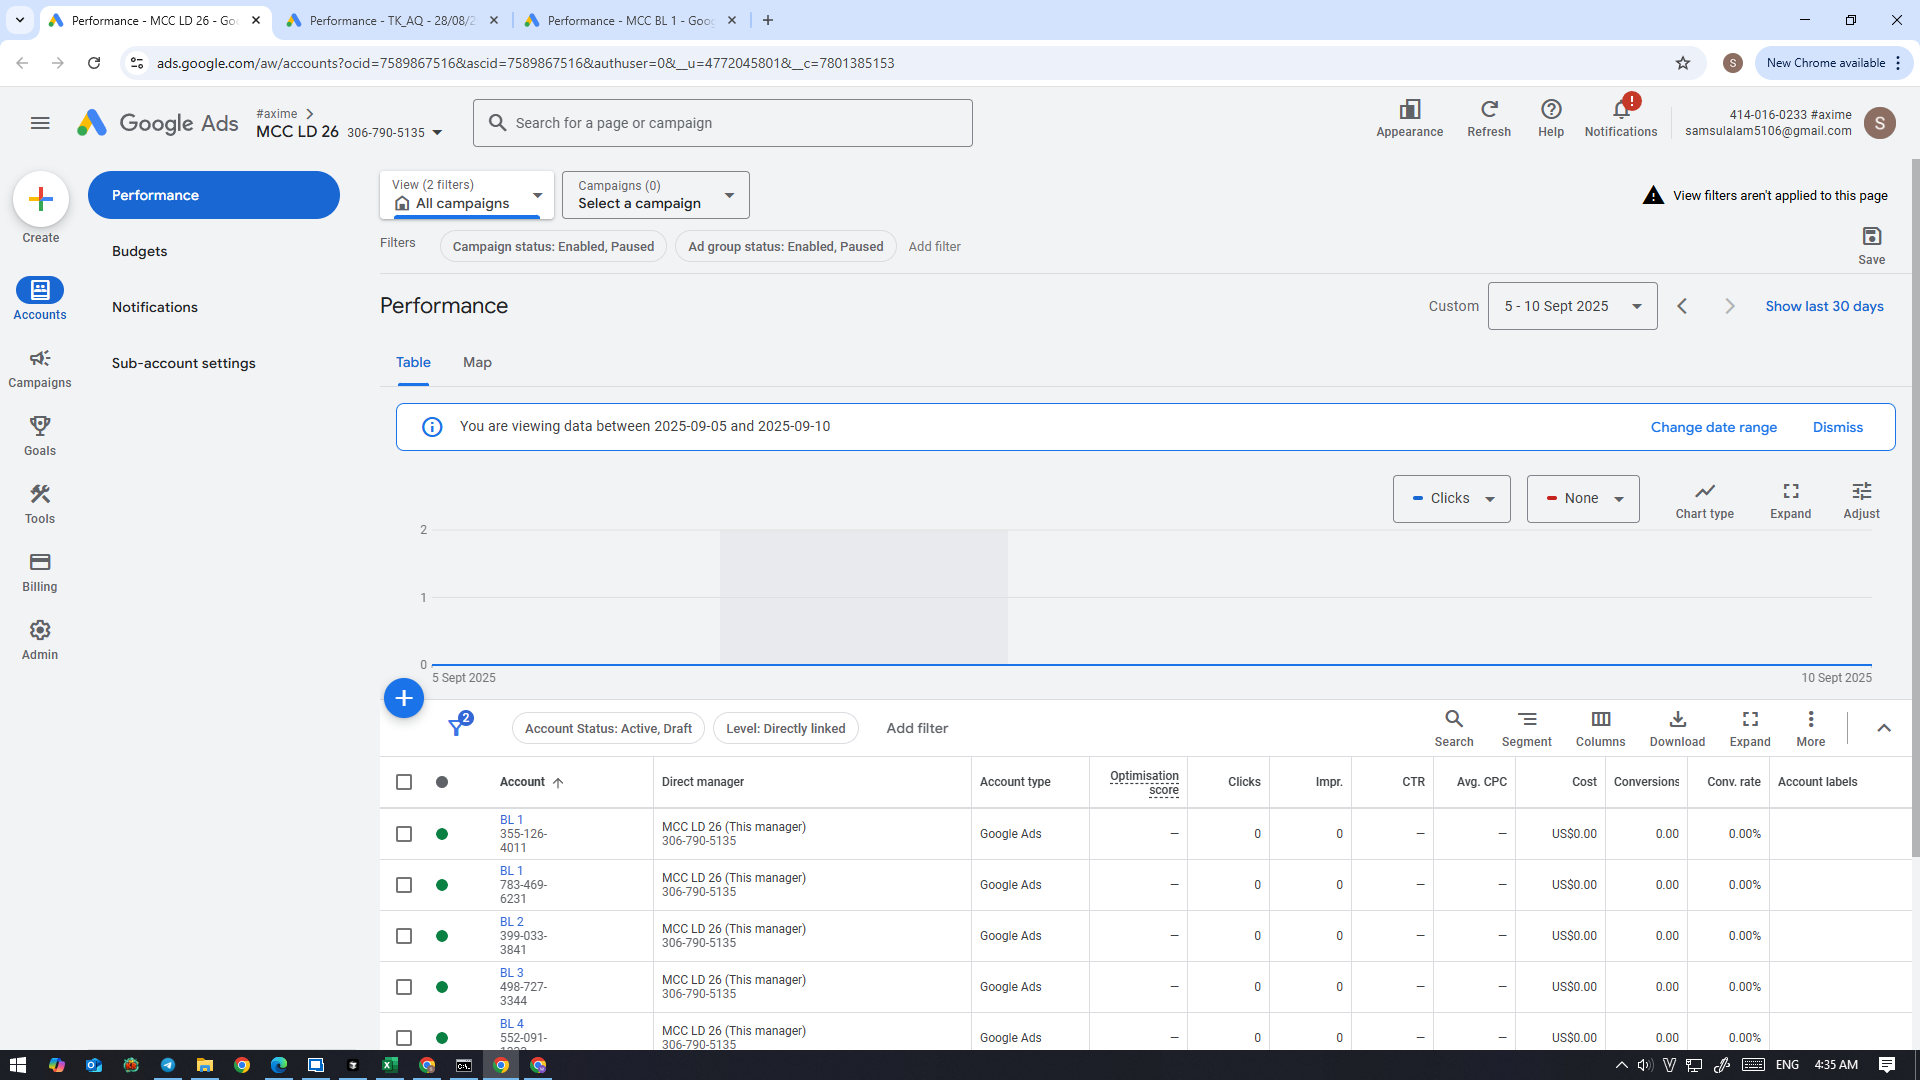 Performance - MCC LD 26 - Goo
Performance - TK_AQ - 28/08/2
Performance - MCC BL 1 - Goog
ads.google.com/aw/accounts?ocid=7589867516&ascid=7589867516&authuser=0&__u=4772045801&__c=7801385153
S
New Chrome available
Google Ads
#axime
MCC LD 26 306-790-5135
Search for a page or campaign
Appearance
Refresh
Help
!
Notifications
414-016-0233 #axime
samsulalam5106@gmail.com
S
Create
Accounts
Campaigns
Goals
Tools
Billing
Admin
Performance
Budgets
Notifications
Sub-account settings
View (2 filters)
All campaigns
Campaigns (0)
Select a campaign
View filters aren't applied to this page
Filters
Campaign status: Enabled, Paused
Ad group status: Enabled, Paused
Add filter
Save
Performance
Custom
5 - 10 Sept 2025
Show last 30 days
Table
Map
You are viewing data between 2025-09-05 and 2025-09-10
Change date range
Dismiss
Clicks
None
Chart type
Expand
Adjust
2
1
0
5 Sept 2025
10 Sept 2025
2
Account Status: Active, Draft
Level: Directly linked
Add filter
Search
Segment
Columns
Download
Expand
More
Account
Direct manager
Account type
Optimisation score
Clicks
Impr.
CTR
Avg. CPC
Cost
Conversions
Conv. rate
Account labels
BL 1
355-126-
4011
MCC LD 26 (This manager)
306-790-5135
Google Ads
—
0
0
—
—
US$0.00
0.00
0.00%
BL 1
783-469-
6231
MCC LD 26 (This manager)
306-790-5135
Google Ads
—
0
0
—
—
US$0.00
0.00
0.00%
BL 2
399-033-
3841
MCC LD 26 (This manager)
306-790-5135
Google Ads
—
0
0
—
—
US$0.00
0.00
0.00%
BL 3
498-727-
3344
MCC LD 26 (This manager)
306-790-5135
Google Ads
—
0
0
—
—
US$0.00
0.00
0.00%
BL 4
552-091-
MCC LD 26 (This manager)
306-790-5135
Google Ads
—
0
0
—
—
US$0.00
0.00
0.00%
ENG
4:35 AM